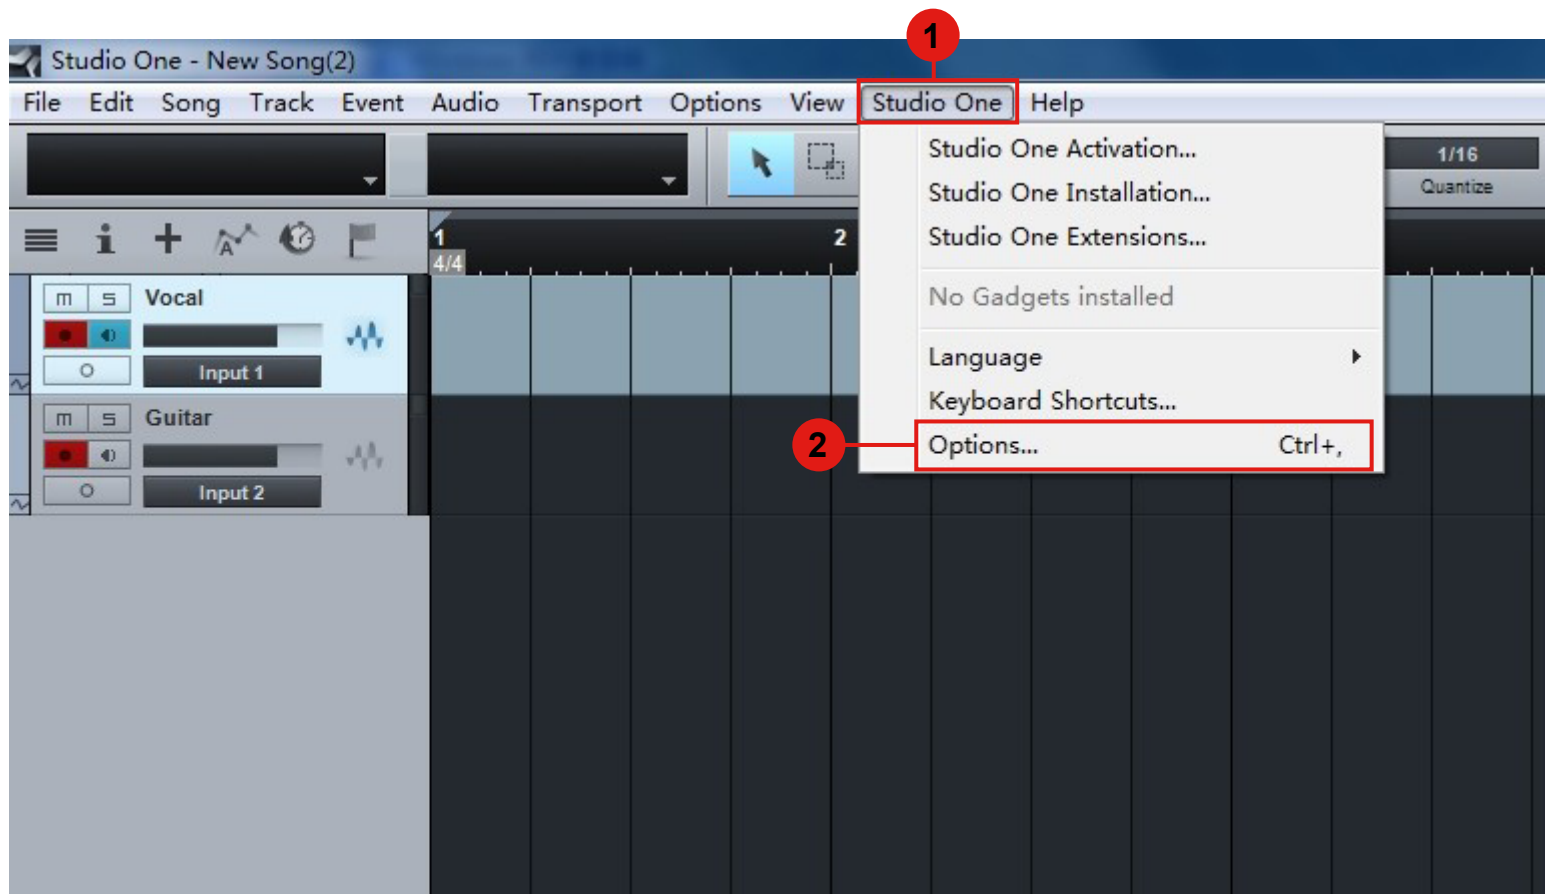 1
Studio One - New Song(2)
File Edit Song Track Event Audio Transport Options View Studio One Help
Studio One Activation...
1/16
Quantize
Studio One Installation...
Studio One Extensions...
1
2
4/4
No Gadgets installed
M S Vocal
Input 1
Language
Keyboard Shortcuts...
M S Guitar
2
Options... Ctrl+,
Input 2